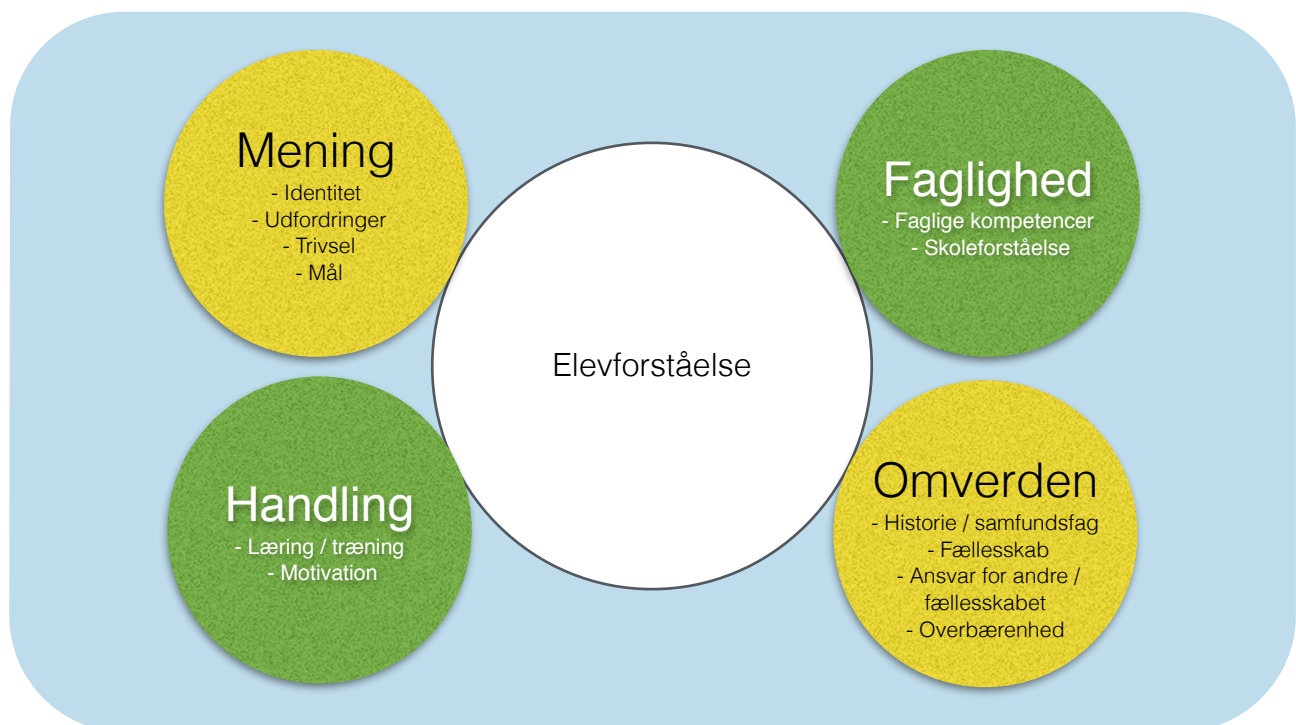 Mening
- Identitet
- Udfordringer
- Trivsel
- Mål
Faglighed
- Faglige kompetencer
- Skoleforståelse
Elevforståelse
Handling
- Læring / træning
- Motivation
Omverden
- Historie / samfundsfag
- Fællesskab
- Ansvar for andre /
fællesskabet
- Overbærenhed